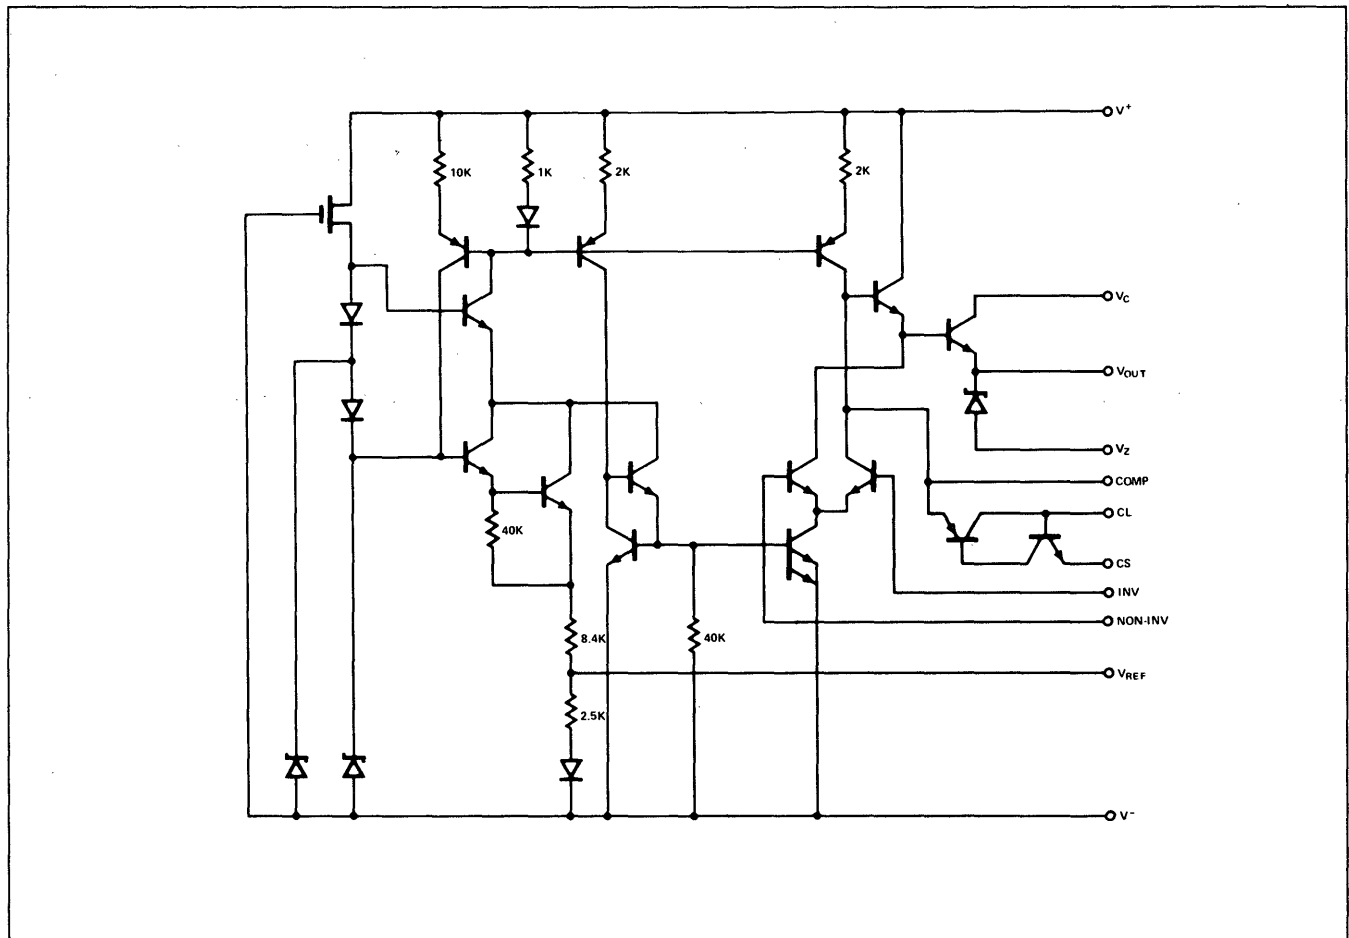 V+
10K
1K
2K
2K
VC
VOUT
VZ
COMP
CL
CS
40K
INV
NON-INV
8.4K
40K
VREF
2.5K
V-